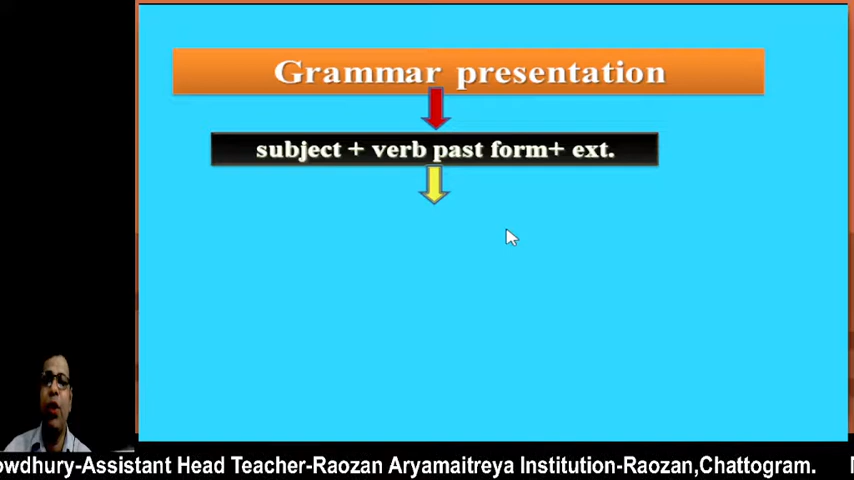 Grammar presentation
subject + verb past form+ ext.
owdhury-Assistant Head Teacher-Raozan Aryamaitreya Institution-Raozan,Chattogram.